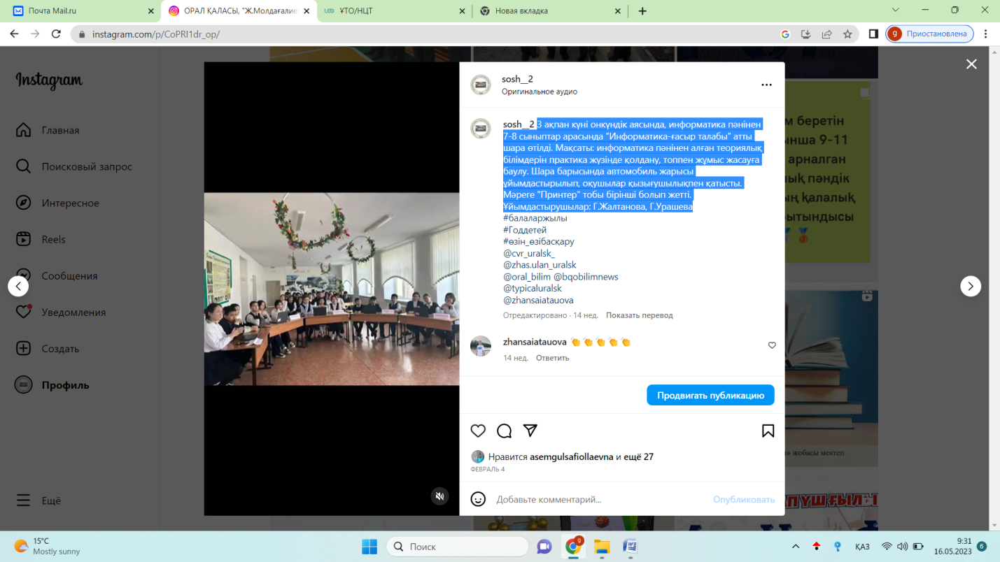 Почта Mail.ru
ОРАЛ ҚАЛАСЫ, "Ж.Молдағалие
ҰТО/НЦТ
Новая вкладка
instagram.com/p/CoPRI1dr_op/
Приостановлена
Instagram
Главная
Поисковый запрос
Интересное
Reels
Сообщения
Уведомления
Создать
Профиль
Ещё
sosh__2
Оригинальное аудио
sosh__2 3 ақпан күні онкүндік аясында, информатика пәнінен
7-8 сыныптар арасында "Информатика-ғасыр талабы" атты
шара өтілді. Мақсаты: информатика пәнінен алған теориялық
білімдерін практика жүзінде қолдану, топпен жұмыс жасауға
баулу. Шара барысында автомобиль жарысы
ұйымдастырылып, оқушылар қызығушылықпен қатысты.
Мәреге "Принтер" тобы бірінші болып жетті.
Ұйымдастырушылар: Г.Жалтанова, Г.Урашева
#балаларжылы
#Годдетей
#өзін_өзібасқару
@cvr_uralsk_
@zhas.ulan_uralsk
@oral_bilim @bqobilimnews
@typicaluralsk
@zhansaiatauova
Отредактировано · 14 нед. Показать перевод
zhansaiatauova 👏👏👏👏👏
14 нед. Ответить
Продвигать публикацию
Нравится asemgulsafiollaevna и ещё 27
ФЕВРАЛЬ 4
Добавьте комментарий...
Опубликовать
м беретін
ынша 9-11
арналған
лық пәндік
ың қалалық
ытындысы
» жобасы мектеп
15°C
Mostly sunny
Поиск
ҚАЗ
9:31
16.05.2023
6